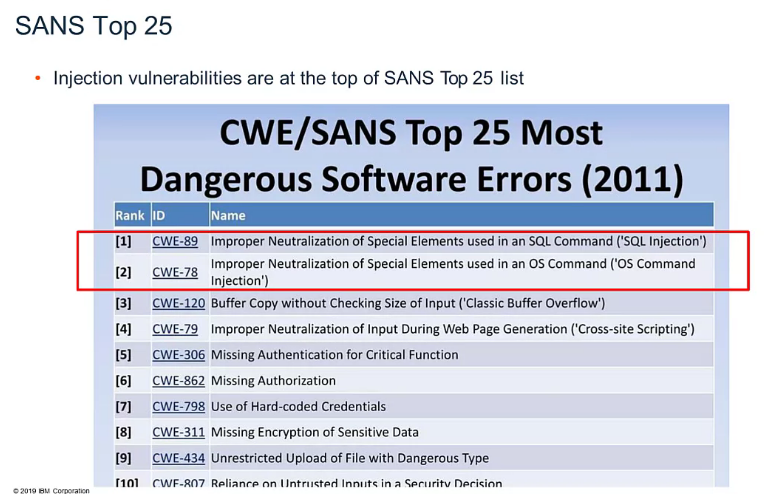 SANS Top 25
• Injection vulnerabilities are at the top of SANS Top 25 list
CWE/SANS Top 25 Most
Dangerous Software Errors (2011)
Rank ID Name
[1] CWE-89 Improper Neutralization of Special Elements used in an SQL Command ('SQL Injection')
[2] CWE-78 Improper Neutralization of Special Elements used in an OS Command ('OS Command
Injection')
[3] CWE-120 Buffer Copy without Checking Size of Input ('Classic Buffer Overflow')
[4] CWE-79 Improper Neutralization of Input During Web Page Generation ('Cross-site Scripting')
[5] CWE-306 Missing Authentication for Critical Function
[6] CWE-862 Missing Authorization
[7] CWE-798 Use of Hard-coded Credentials
[8] CWE-311 Missing Encryption of Sensitive Data
[9] CWE-434 Unrestricted Upload of File with Dangerous Type
[10] CWE-807 Reliance on Untrusted Inputs in a Security Decision
© 2019 IBM Corporation